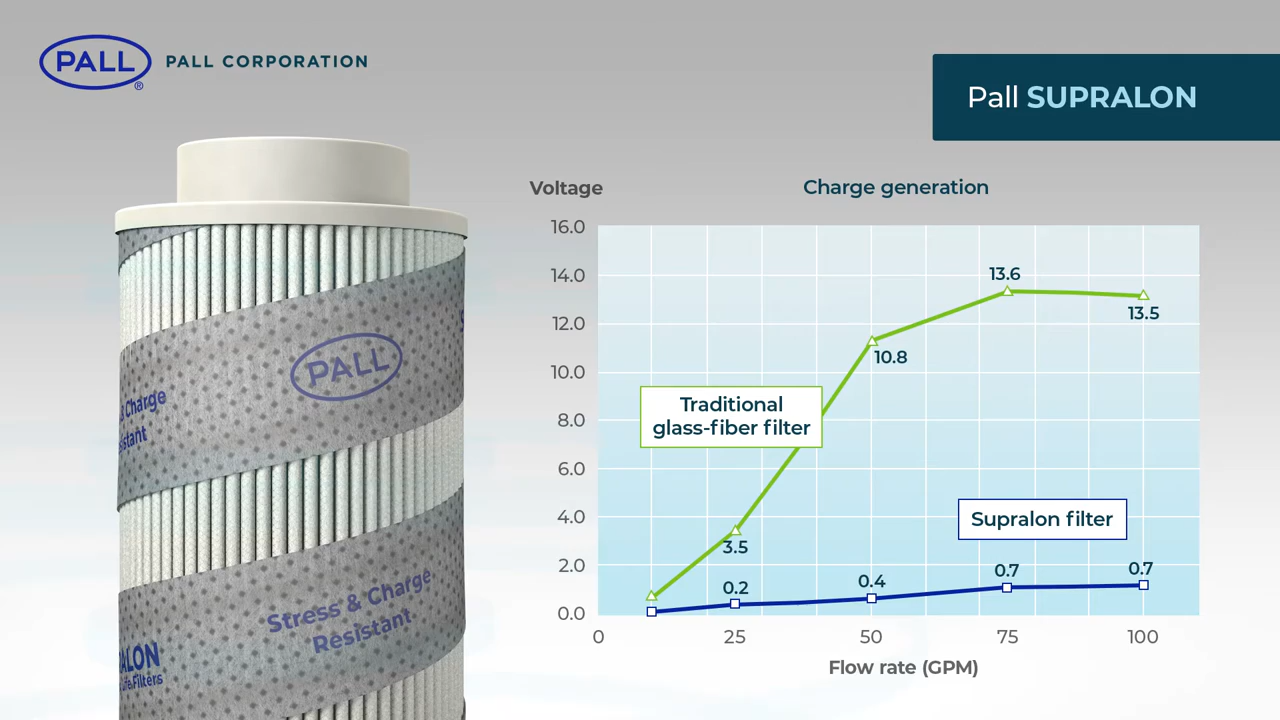 PALL
®
PALL CORPORATION
Pall SUPRALON
Voltage
Charge generation
16.0
14.0
12.0
10.0
8.0
6.0
4.0
2.0
0.0
0
25
50
75
100
Flow rate (GPM)
Traditional
glass-fiber filter
3.5
10.8
13.6
13.5
Supralon filter
0.2
0.4
0.7
0.7
PALL
& Charge
Stress & Charge
Resistant
Filters